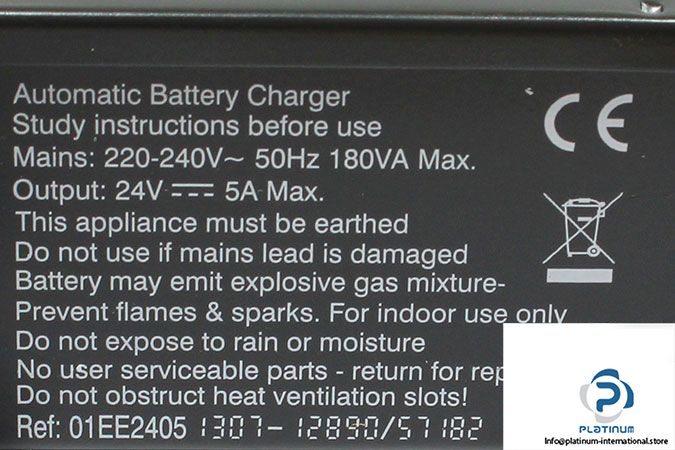 Automatic Battery Charger
Study instructions before use
Mains: 220-240V~ 50Hz 180VA Max.
Output: 24V ⎓ 5A Max.
This appliance must be earthed
Do not use if mains lead is damaged
Battery may emit explosive gas mixture-
Prevent flames & sparks. For indoor use only
Do not expose to rain or moisture
No user serviceable parts - return for rep
Do not obstruct heat ventilation slots!
Ref: 01EE2405 1307-12890/57182
CE
PLATINUM
Info@platinum-international.store